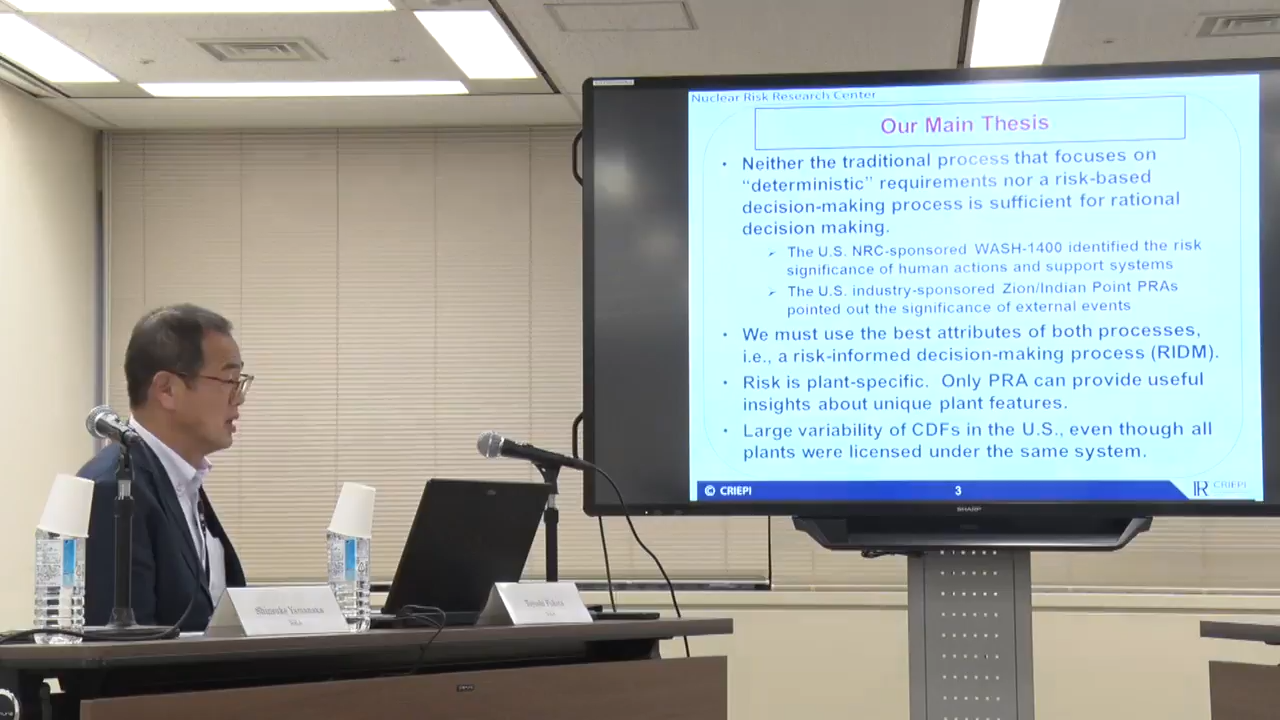 Nuclear Risk Research Center
Our Main Thesis
• Neither the traditional process that focuses on
"deterministic" requirements nor a risk-based
decision-making process is sufficient for rational
decision making.
➢ The U.S. NRC-sponsored WASH-1400 identified the risk
significance of human actions and support systems
➢ The U.S. industry-sponsored Zion/Indian Point PRAs
pointed out the significance of external events
• We must use the best attributes of both processes,
i.e., a risk-informed decision-making process (RIDM).
• Risk is plant-specific. Only PRA can provide useful
insights about unique plant features.
• Large variability of CDFs in the U.S., even though all
plants were licensed under the same system.
© CRIEPI
3
CRIEPI
SHARP